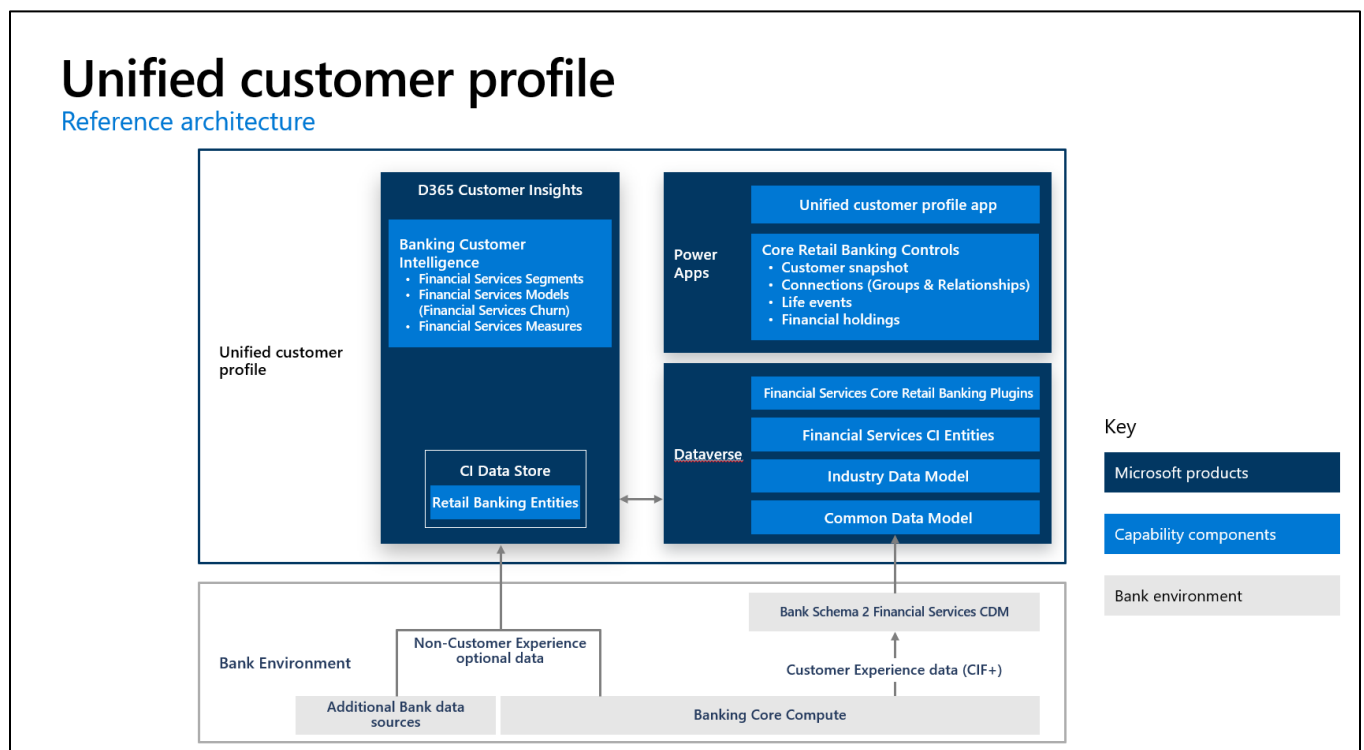 Unified customer profile
Reference architecture
Unified customer
profile
D365 Customer Insights
Banking Customer
Intelligence
• Financial Services Segments
• Financial Services Models
(Financial Services Churn)
• Financial Services Measures
CI Data Store
Retail Banking Entities
Power
Apps
Unified customer profile app
Core Retail Banking Controls
• Customer snapshot
• Connections (Groups & Relationships)
• Life events
• Financial holdings
Dataverse
Financial Services Core Retail Banking Plugins
Financial Services CI Entities
Industry Data Model
Common Data Model
Bank Environment
Non-Customer Experience
optional data
Additional Bank data
sources
Bank Schema 2 Financial Services CDM
Customer Experience data (CIF+)
Banking Core Compute
Key
Microsoft products
Capability components
Bank environment